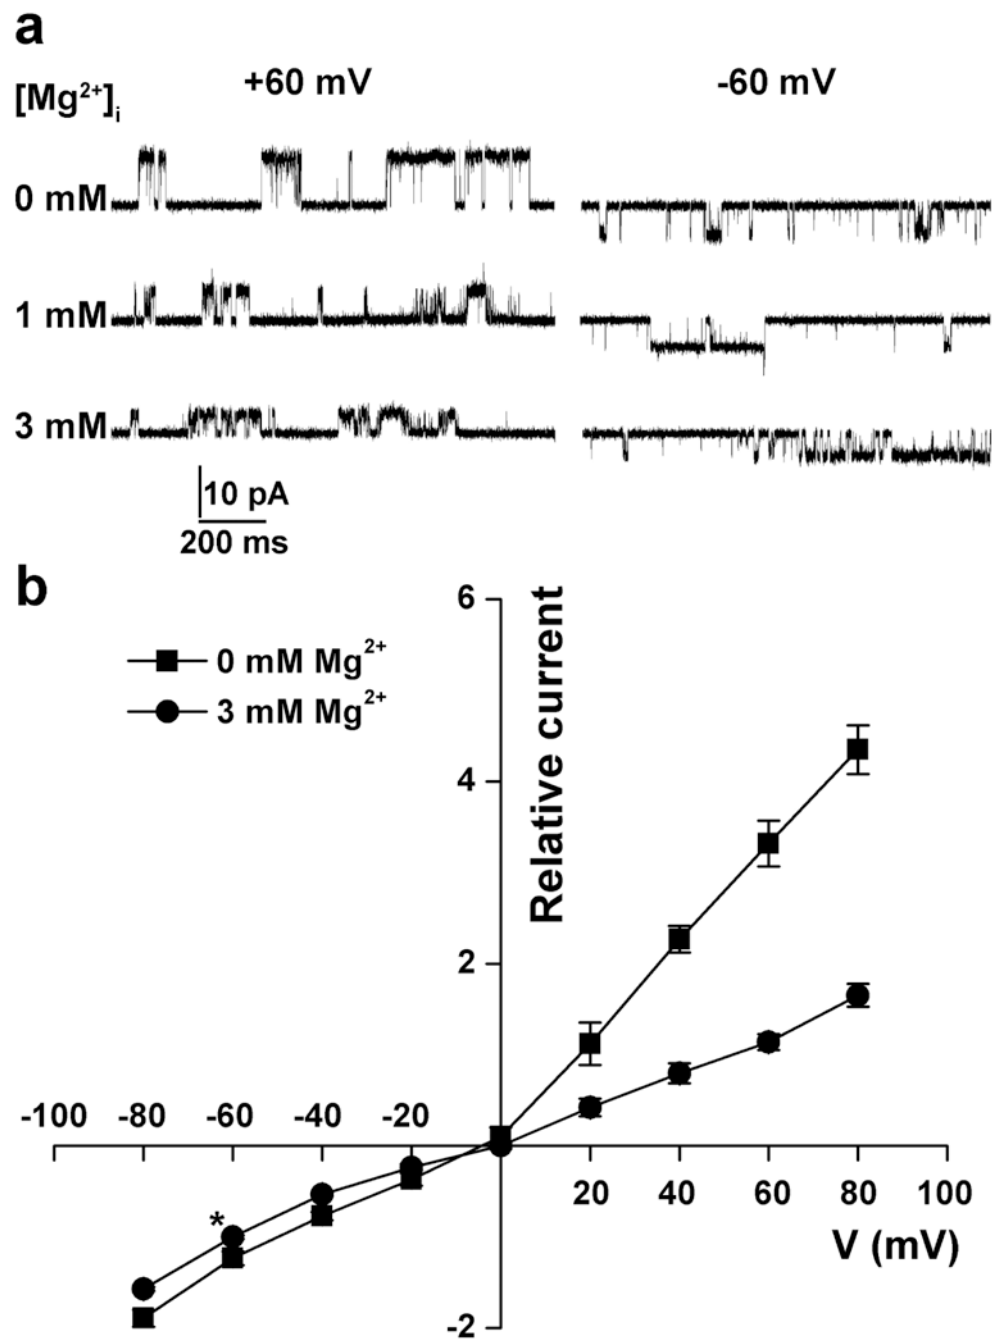 a
+60 mV
-60 mV
[Mg²⁺]ᵢ
0 mM
1 mM
3 mM
10 pA
200 ms
b
0 mM Mg²⁺
3 mM Mg²⁺
Relative current
6
4
2
-2
-100 -80 -60 -40 -20
20 40 60 80 100
*
V (mV)